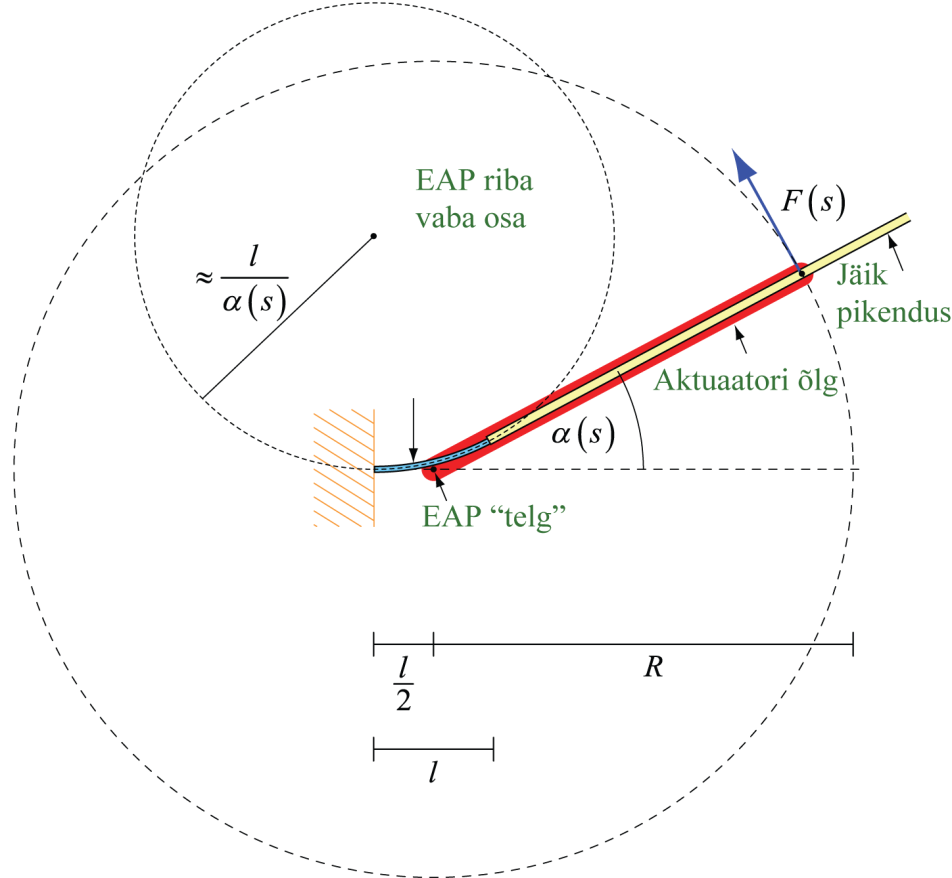 EAP riba
vaba osa
≈ l/α(s)
F(s)
Jäik
pikendus
Aktuaatori õlg
α(s)
EAP “telg”
l/2
R
l